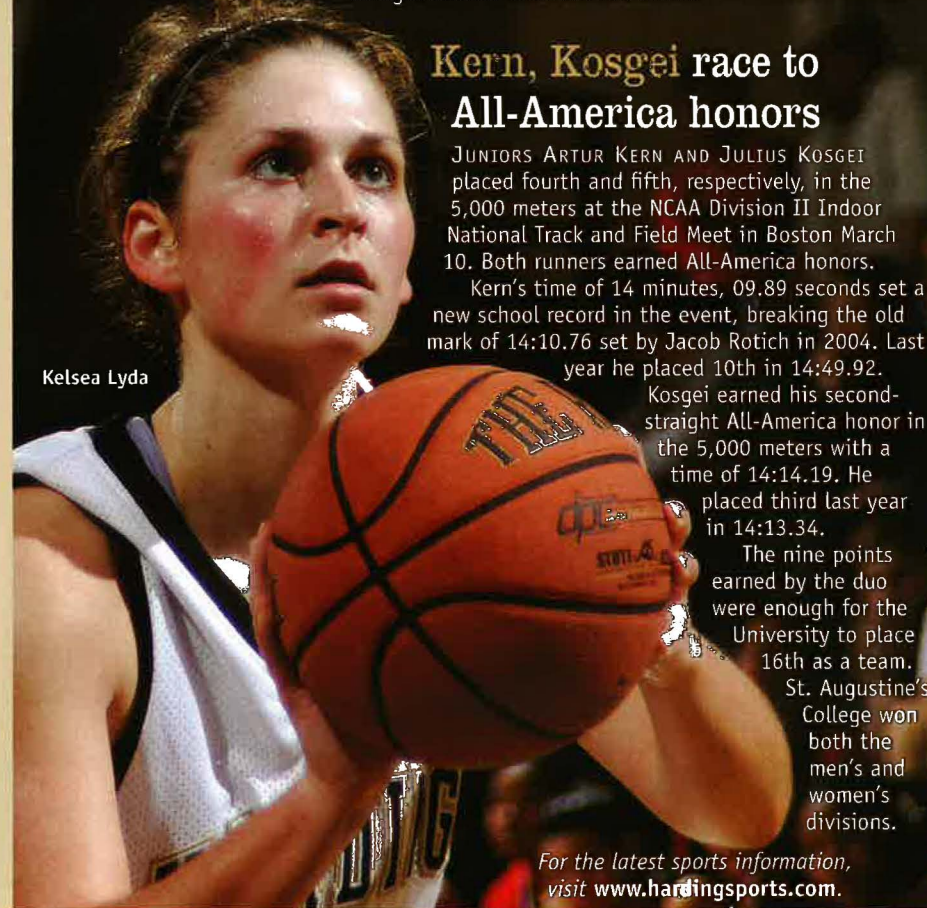 Kern, Kosgei race to
All-America honors
JUNIORS ARTUR KERN AND JULIUS KOSGEI
placed fourth and fifth, respectively, in the
5,000 meters at the NCAA Division II Indoor
National Track and Field Meet in Boston March
10. Both runners earned All-America honors.
Kern's time of 14 minutes, 09.89 seconds set a
new school record in the event, breaking the old
mark of 14:10.76 set by Jacob Rotich in 2004. Last
year he placed 10th in 14:49.92.
Kosgei earned his second-
straight All-America honor in
the 5,000 meters with a
time of 14:14.19. He
placed third last year
in 14:13.34.
The nine points
earned by the duo
were enough for the
University to place
16th as a team.
St. Augustine's
College won
both the
men's and
women's
divisions.
For the latest sports information,
visit www.hardingsports.com.
Kelsea Lyda
THE